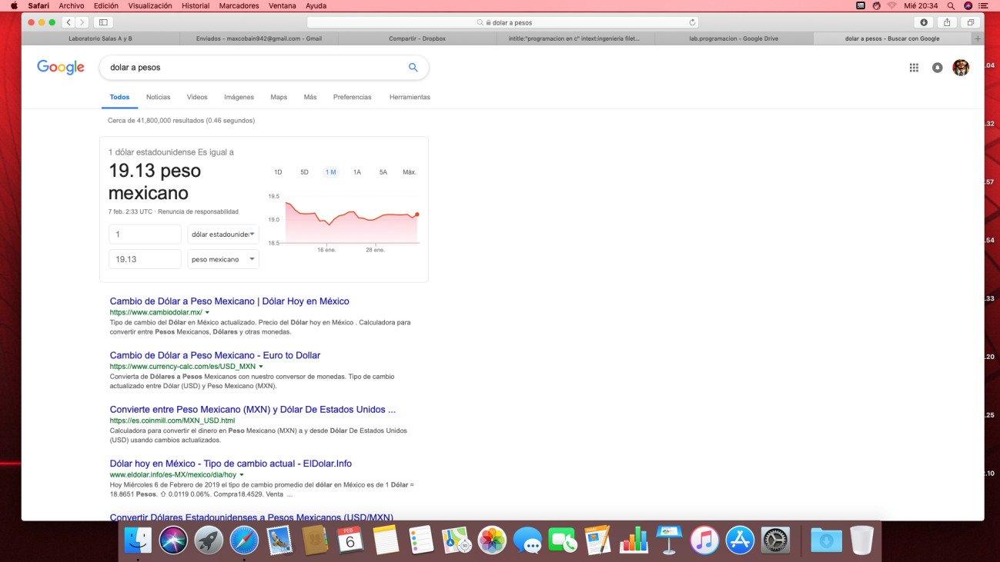 Safari Archivo Edición Visualización Historial Marcadores Ventana Ayuda Mié 20:34
dolar a pesos
Laboratorio Salas A y B Enviados - maxcobain942@gmail.com - Gmail Compartir - Dropbox intitle:"programacion en c" intext:ingenieria filet... lab.programacion - Google Drive dolar a pesos - Buscar con Google
Google dolar a pesos
Todos Noticias Videos Imágenes Maps Más Preferencias Herramientas
Cerca de 41,800,000 resultados (0.46 segundos)
1 dólar estadounidense Es igual a
19.13 peso
mexicano
7 feb. 2:33 UTC · Renuncia de responsabilidad
1 dólar estadounide
19.13 peso mexicano
1D 5D 1 M 1A 5A Máx.
19.5
19.0
18.5
16 ene. 28 ene.
Cambio de Dólar a Peso Mexicano | Dólar Hoy en México
https://www.cambiodolar.mx/
Tipo de cambio del Dólar en México actualizado. Precio del Dólar hoy en México . Calculadora para
convertir entre Pesos Mexicanos, Dólares y otras monedas.
Cambio de Dólar a Peso Mexicano - Euro to Dollar
https://www.currency-calc.com/es/USD_MXN
Convierta de Dólares a Pesos Mexicanos con nuestro conversor de monedas. Tipo de cambio
actualizado entre Dólar (USD) y Peso Mexicano (MXN).
Convierte entre Peso Mexicano (MXN) y Dólar De Estados Unidos ...
https://es.coinmill.com/MXN_USD.html
Calculadora para convertir el dinero en Peso Mexicano (MXN) a y desde Dólar De Estados Unidos
(USD) usando cambios actualizados.
Dólar hoy en México - Tipo de cambio actual - ElDolar.Info
www.eldolar.info/es-MX/mexico/dia/hoy
Hoy Miércoles 6 de Febrero de 2019 el tipo de cambio promedio del dólar en México es de 1 Dólar =
18.8651 Pesos. ⇧ 0.0119 0.06%. Compra18.4529. Venta ...
Convertir Dólares Estadounidenses a Pesos Mexicanos (USD/MXN)
.04
.32
.57
.54
.33
.20
.25
.10
FEB
6